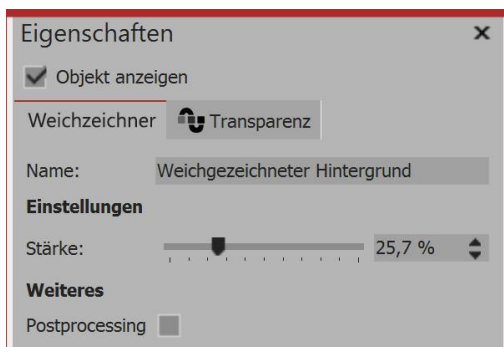 Eigenschaften
Objekt anzeigen
Weichzeichner Transparenz
Name: Weichgezeichneter Hintergrund
Einstellungen
Stärke: 25,7 %
Weiteres
Postprocessing